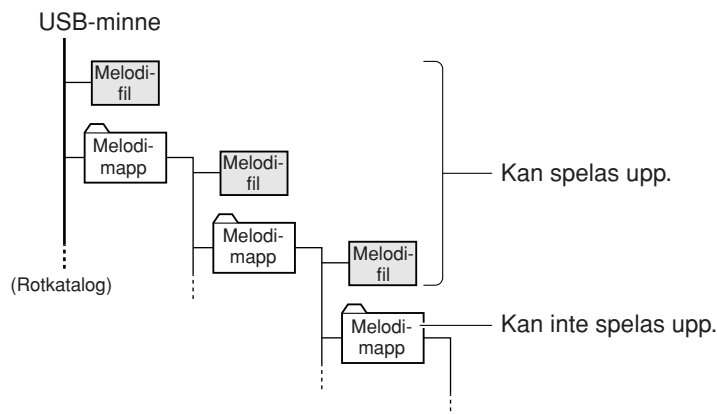 USB-minne
Melodi-
fil
Melodi-
mapp
Melodi-
fil
Kan spelas upp.
Melodi-
mapp
Melodi-
fil
(Rotkatalog)
Melodi-
mapp
Kan inte spelas upp.